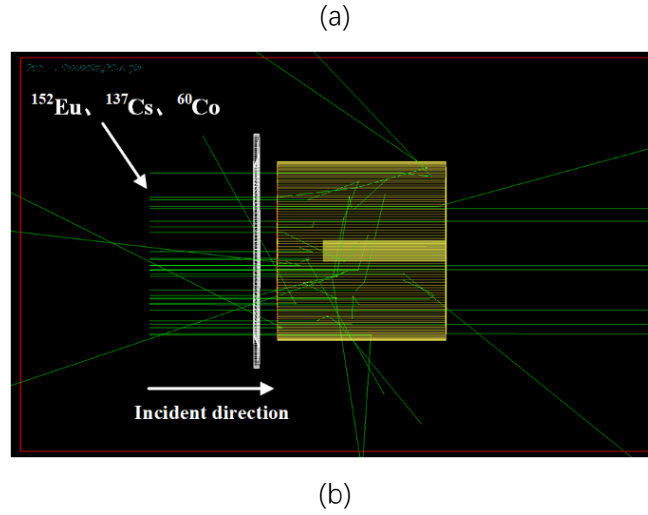 (a)
¹⁵²Eu、¹³⁷Cs、⁶⁰Co
Incident direction
(b)